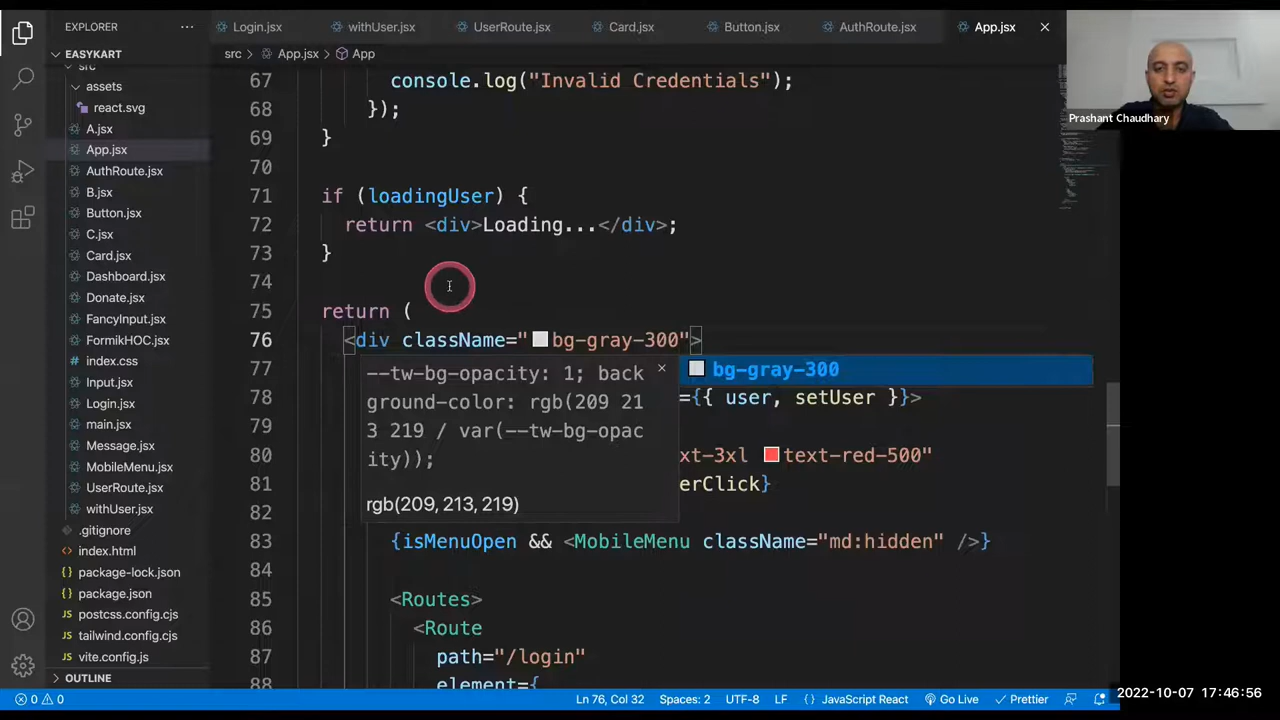 EXPLORER
EASYKART
src
assets
react.svg
A.jsx
App.jsx
AuthRoute.jsx
B.jsx
Button.jsx
C.jsx
Card.jsx
Dashboard.jsx
Donate.jsx
FancyInput.jsx
FormikHOC.jsx
index.css
Input.jsx
Login.jsx
main.jsx
Message.jsx
MobileMenu.jsx
UserRoute.jsx
withUser.jsx
.gitignore
index.html
{} package-lock.json
{} package.json
JS postcss.config.cjs
JS tailwind.config.cjs
JS vite.config.js
OUTLINE
Login.jsx withUser.jsx UserRoute.jsx Card.jsx Button.jsx AuthRoute.jsx App.jsx
src > App.jsx > App
67 console.log("Invalid Credentials");
68 });
69 }
70
71 if (loadingUser) {
72 return <div>Loading...</div>;
73 }
74
75 return (
76 <div className="bg-gray-300">
77 bg-gray-300
--tw-bg-opacity: 1; back
ground-color: rgb(209 21
3 219 / var(--tw-bg-opac
ity));
rgb(209, 213, 219)
78 ={{ user, setUser }}>
79
80 xt-3xl text-red-500"
81 erClick}
82
83 {isMenuOpen && <MobileMenu className="md:hidden" />}
84
85 <Routes>
86 <Route
87 path="/login"
88 element={
Prashant Chaudhary
0 0 Ln 76, Col 32 Spaces: 2 UTF-8 LF {} JavaScript React Go Live Prettier
2022-10-07 17:46:56